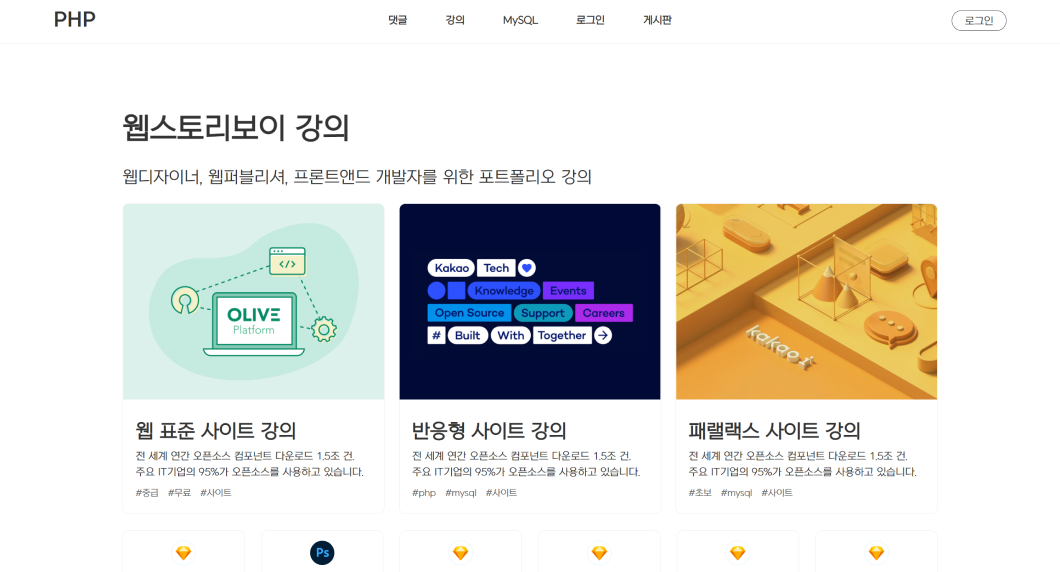 PHP
댓글 강의 MySQL 로그인 게시판
로그인
웹스토리보이 강의
웹디자이너, 웹퍼블리셔, 프론트앤드 개발자를 위한 포트폴리오 강의
</>
OLIVE
Platform
Kakao Tech
Knowledge Events
Open Source Support Careers
# Built With Together →
kakao i
웹 표준 사이트 강의
전 세계 연간 오픈소스 컴포넌트 다운로드 1.5조 건.
주요 IT기업의 95%가 오픈소스를 사용하고 있습니다.
#중급 #무료 #사이트
반응형 사이트 강의
전 세계 연간 오픈소스 컴포넌트 다운로드 1.5조 건.
주요 IT기업의 95%가 오픈소스를 사용하고 있습니다.
#php #mysql #사이트
패럴랙스 사이트 강의
전 세계 연간 오픈소스 컴포넌트 다운로드 1.5조 건.
주요 IT기업의 95%가 오픈소스를 사용하고 있습니다.
#초보 #mysql #사이트
Ps